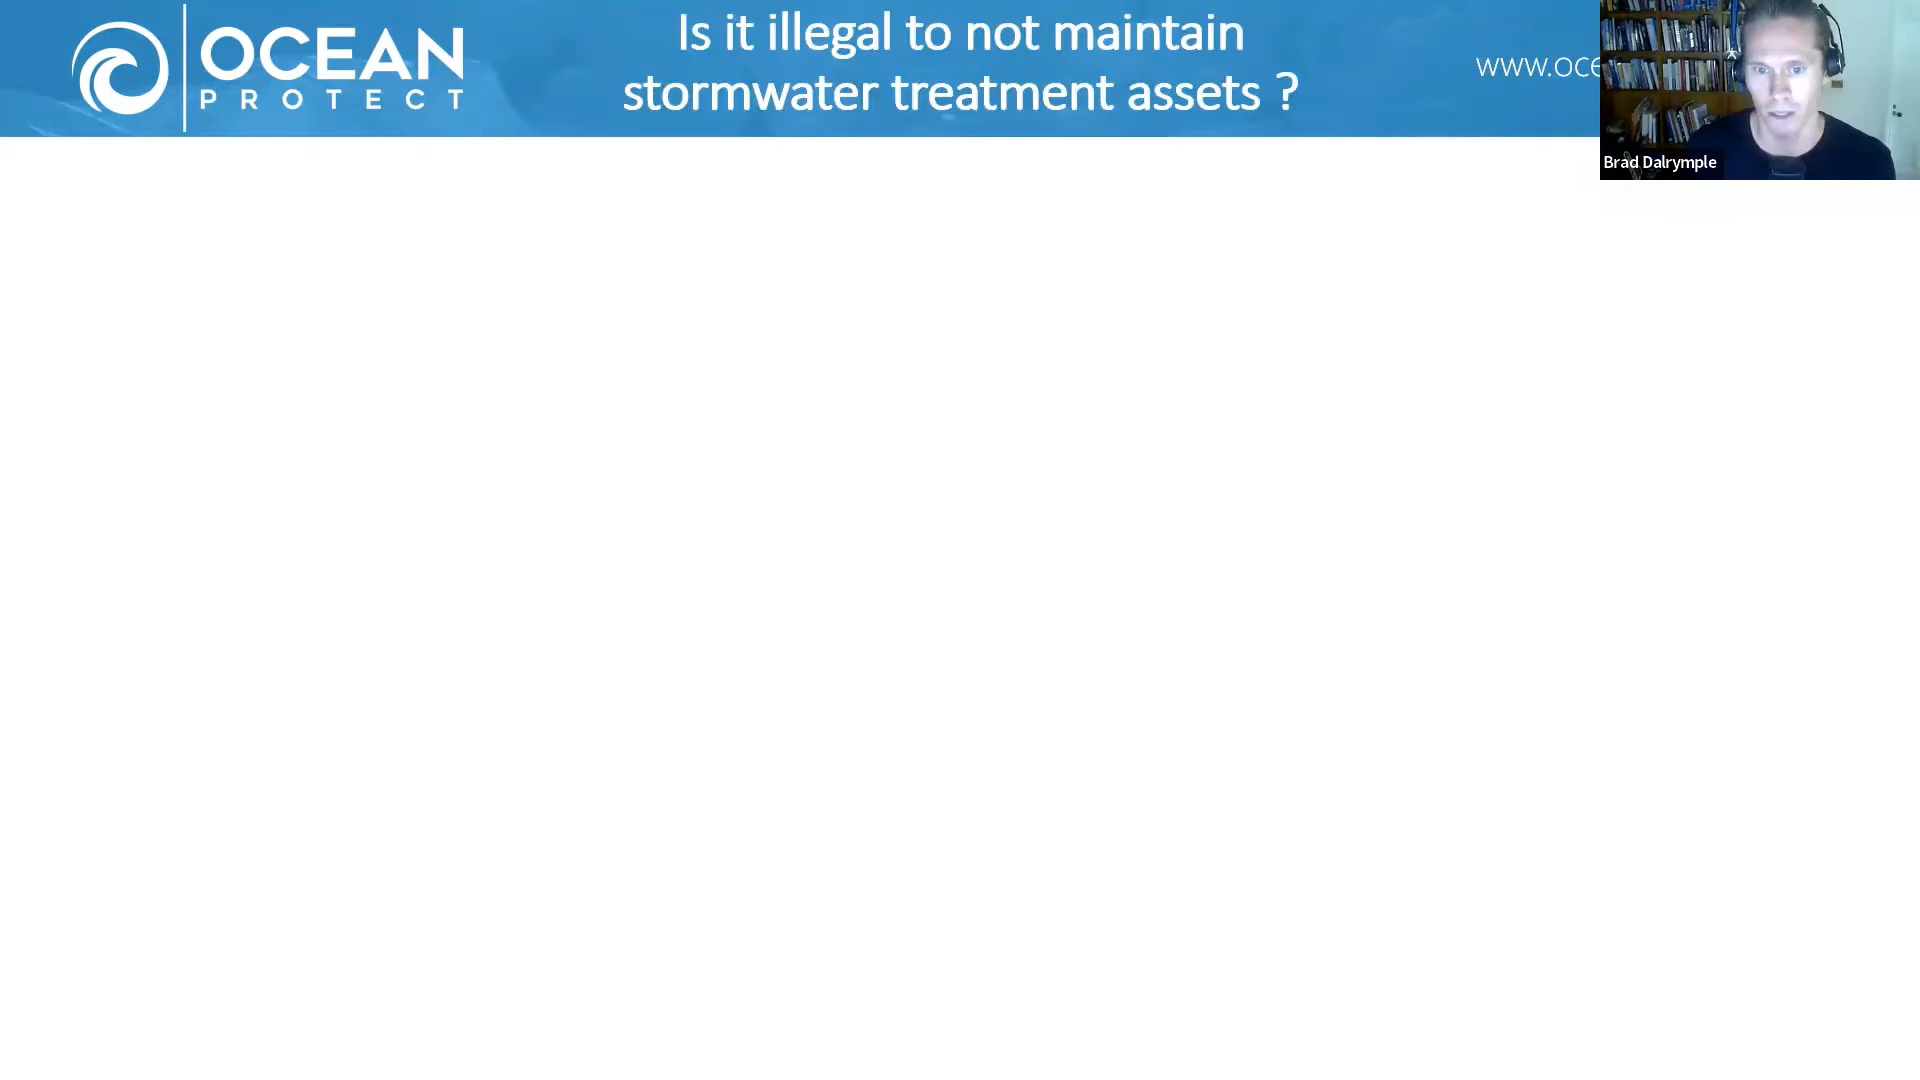 OCEAN
PROTECT
Is it illegal to not maintain
stormwater treatment assets ?
www.oce
Brad Dalrymple